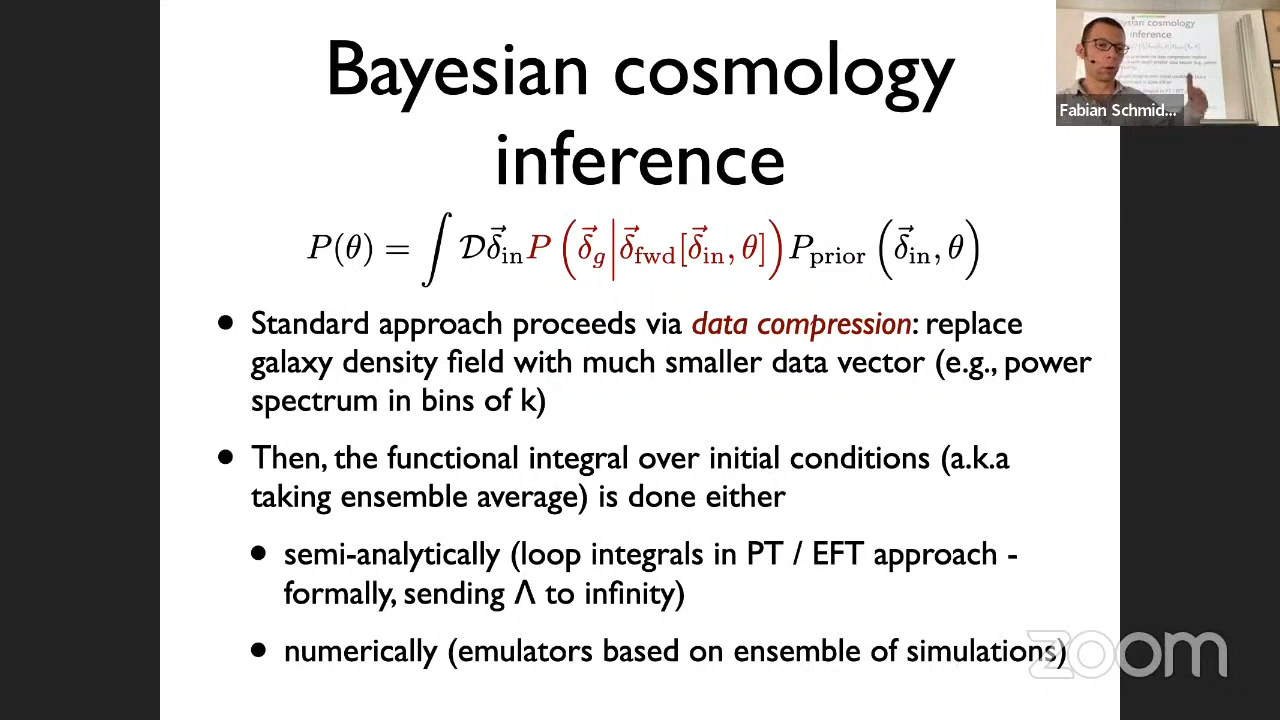 Bayesian cosmology
inference
P(θ) = ∫ 𝒟δ⃗_in P(δ⃗_g | δ⃗_fwd[δ⃗_in, θ]) P_prior(δ⃗_in, θ)
• Standard approach proceeds via data compression: replace
galaxy density field with much smaller data vector (e.g., power
spectrum in bins of k)
• Then, the functional integral over initial conditions (a.k.a
taking ensemble average) is done either
• semi-analytically (loop integrals in PT / EFT approach -
formally, sending Λ to infinity)
• numerically (emulators based on ensemble of simulations)
Fabian Schmid...
zoom